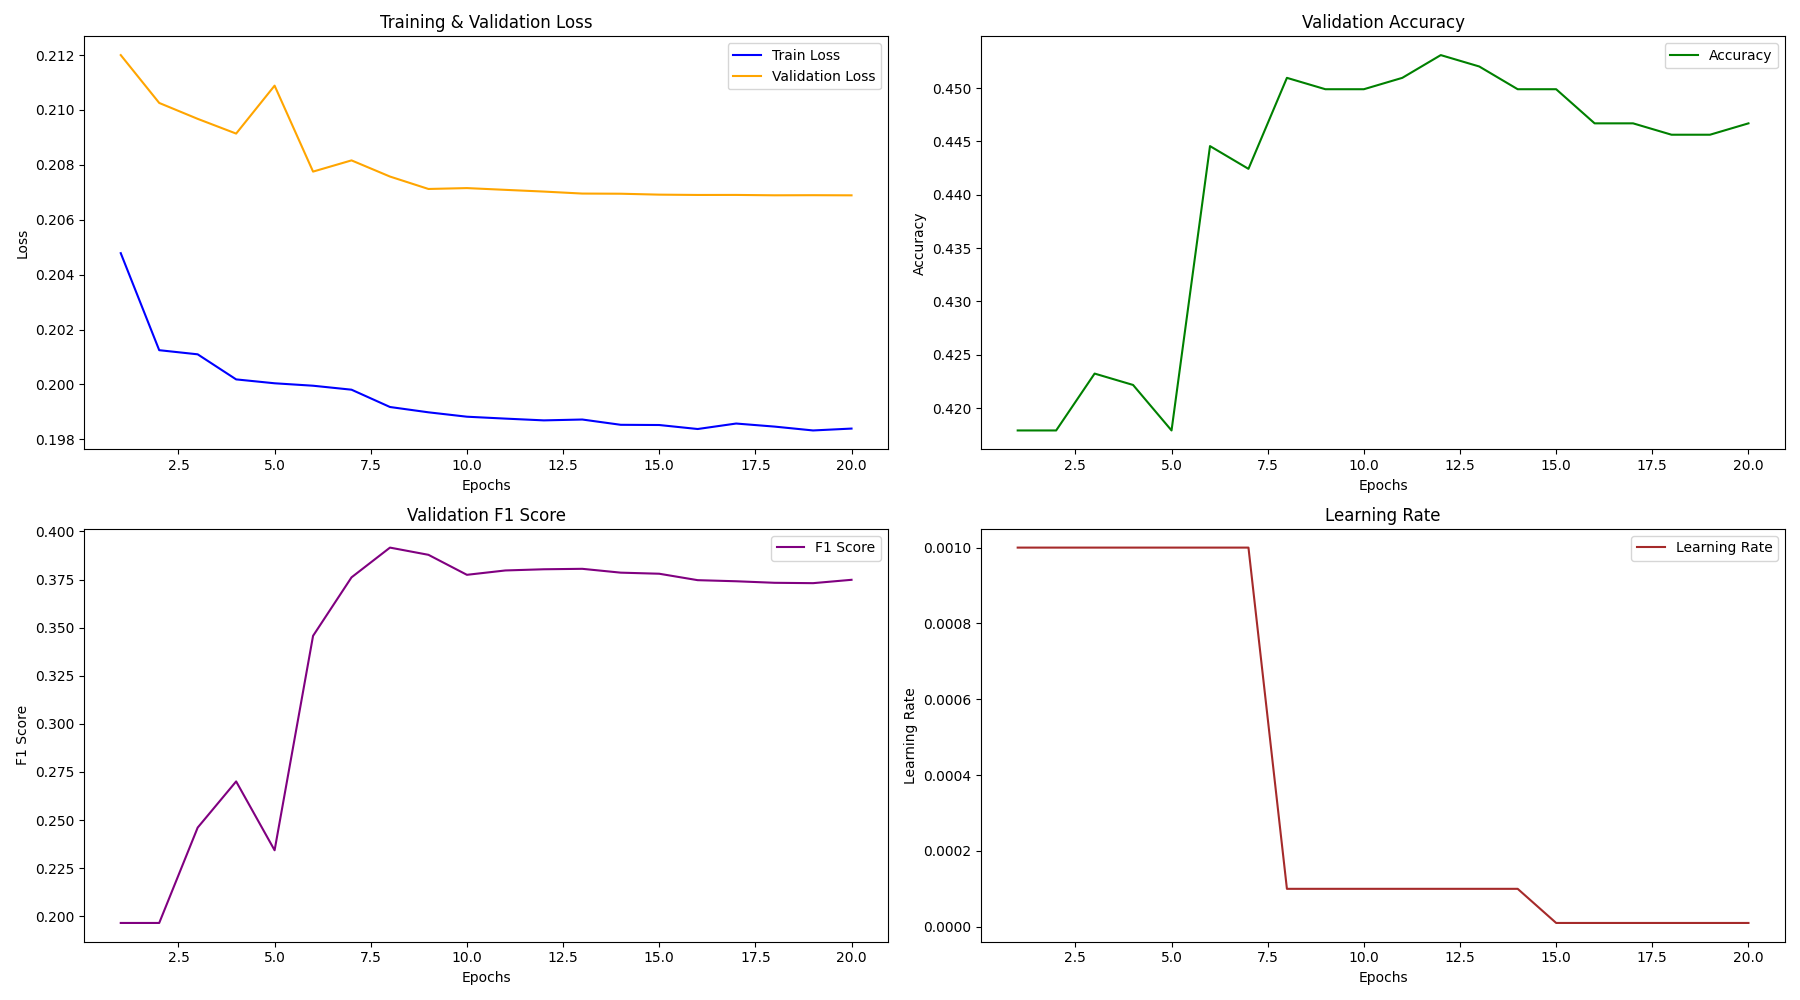 Training & Validation Loss
Train Loss
Validation Loss
0.212
0.210
0.208
0.206
0.204
0.202
0.200
0.198
Loss
2.5 5.0 7.5 10.0 12.5 15.0 17.5 20.0
Epochs
Validation Accuracy
Accuracy
0.450
0.445
0.440
0.435
0.430
0.425
0.420
Accuracy
2.5 5.0 7.5 10.0 12.5 15.0 17.5 20.0
Epochs
Validation F1 Score
F1 Score
0.400
0.375
0.350
0.325
0.300
0.275
0.250
0.225
0.200
F1 Score
2.5 5.0 7.5 10.0 12.5 15.0 17.5 20.0
Epochs
Learning Rate
Learning Rate
0.0010
0.0008
0.0006
0.0004
0.0002
0.0000
Learning Rate
2.5 5.0 7.5 10.0 12.5 15.0 17.5 20.0
Epochs